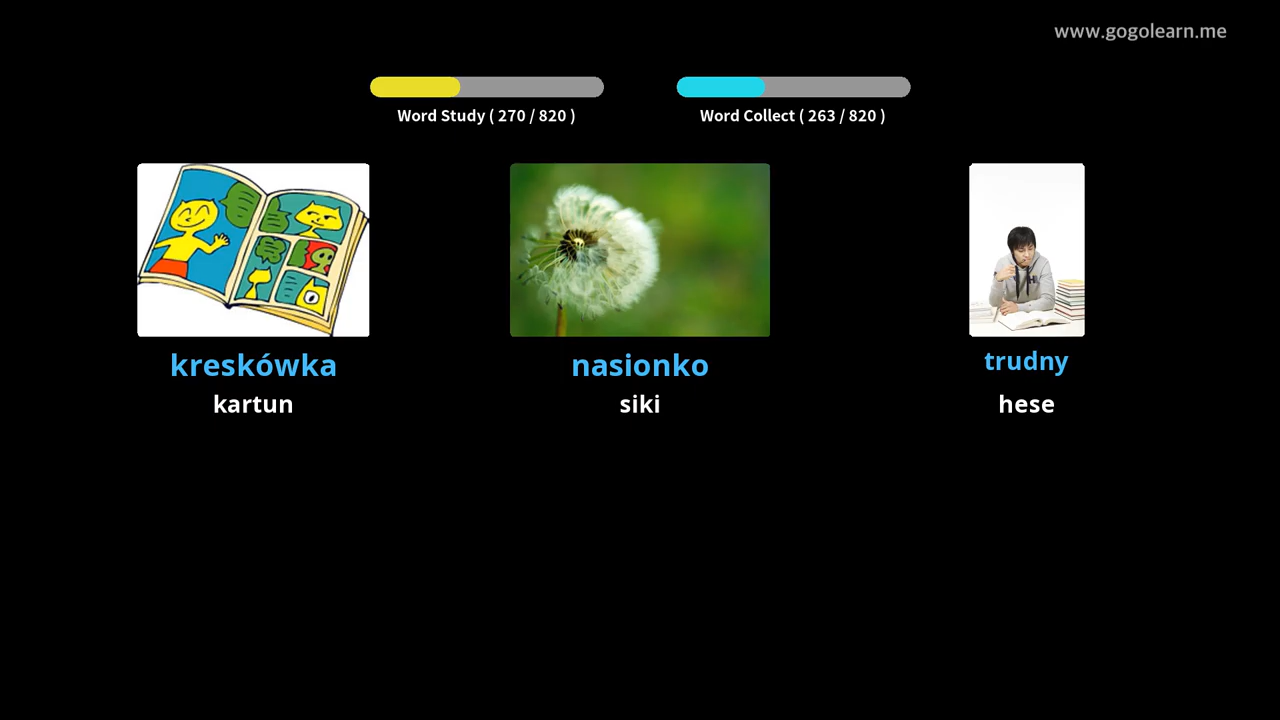 www.gogolearn.me
Word Study ( 270 / 820 )
Word Collect ( 263 / 820 )
kreskówka
nasionko
trudny
kartun
siki
hese